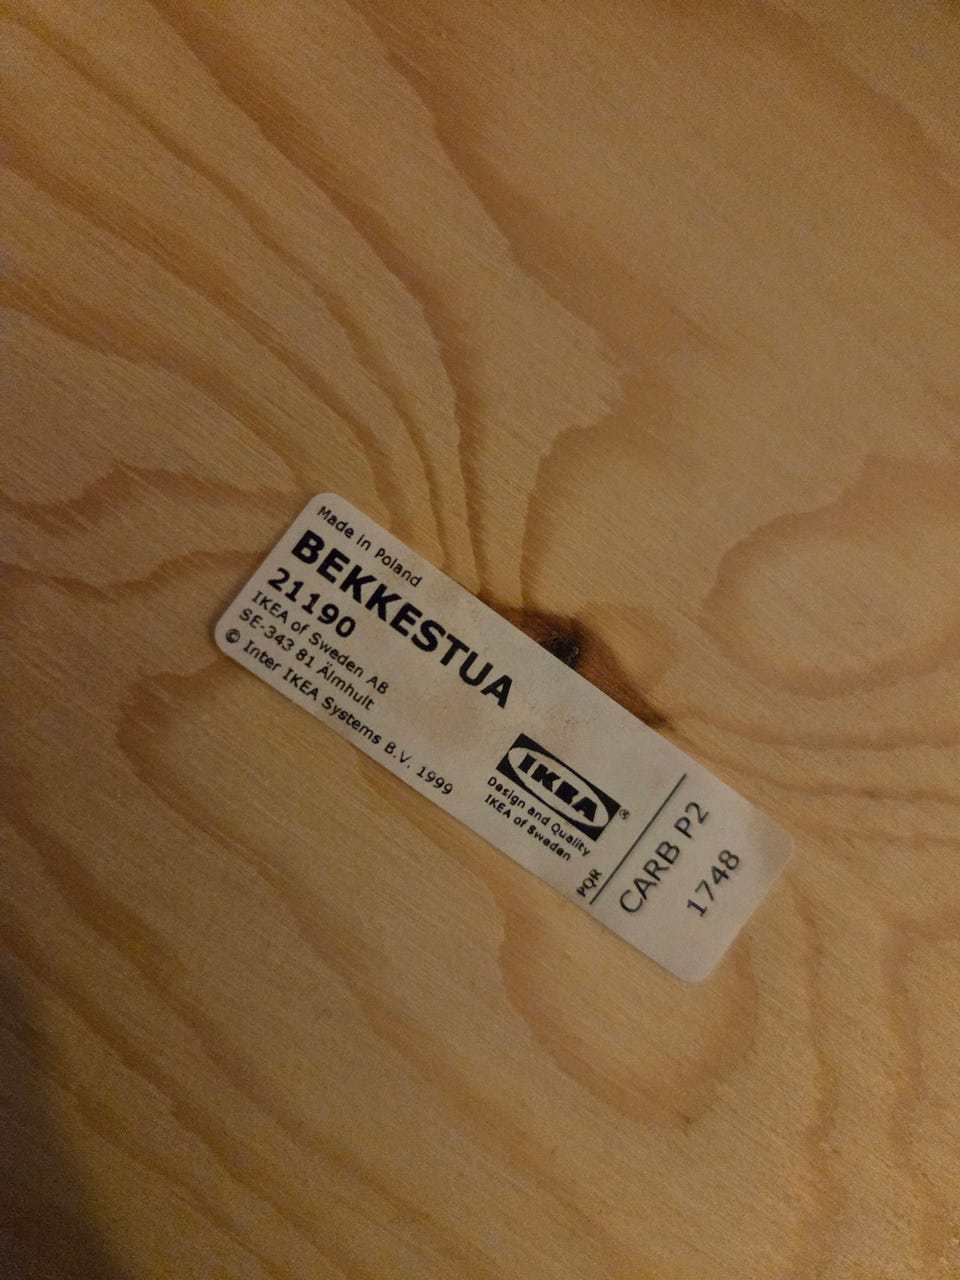 Made in Poland
BEKKESTUA
21190
IKEA of Sweden AB
SE-343 81 Älmhult
© Inter IKEA Systems B.V. 1999
IKEA®
Design and Quality
IKEA of Sweden
PQR
CARB P2
1748